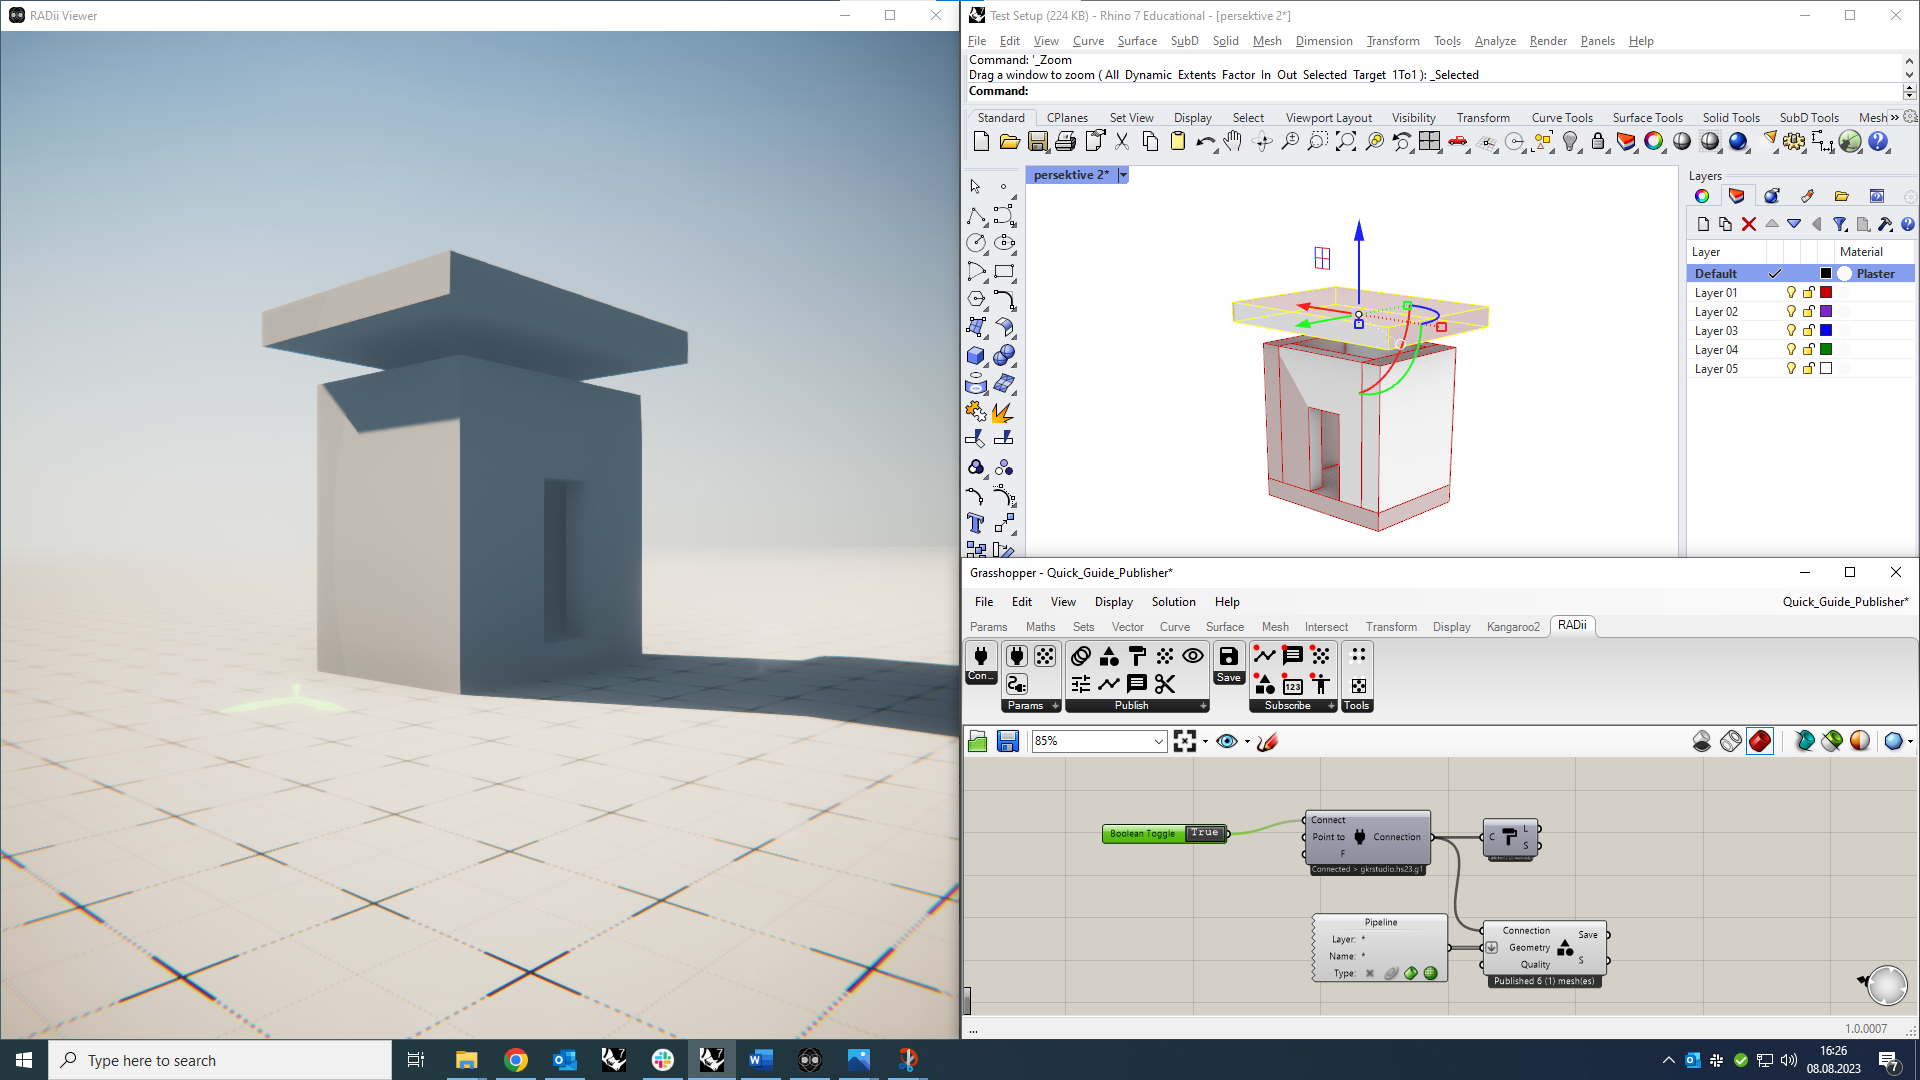 RADii Viewer
Test Setup (224 KB) - Rhino 7 Educational - [persektive 2*]
File Edit View Curve Surface SubD Solid Mesh Dimension Transform Tools Analyze Render Panels Help
Command: '_Zoom
Drag a window to zoom ( All Dynamic Extents Factor In Out Selected Target 1To1 ): _Selected
Command:
Standard CPlanes Set View Display Select Viewport Layout Visibility Transform Curve Tools Surface Tools Solid Tools SubD Tools Mesh »
persektive 2*
Layers
Layer Material
Default Plaster
Layer 01
Layer 02
Layer 03
Layer 04
Layer 05
Grasshopper - Quick_Guide_Publisher*
File Edit View Display Solution Help Quick_Guide_Publisher*
Params Maths Sets Vector Curve Surface Mesh Intersect Transform Display Kangaroo2 RADii
Con... Save
123
Params + Publish + Subscribe + Tools
85%
Boolean Toggle True
Connect
Point to Connection
F
Connected > gkrstudio.hs23.g1
C L
S
Pipeline
Layer: *
Name: *
Type:
Connection Save
Geometry
Quality S
Published 6 (1) mesh(es)
... 1.0.0007
Type here to search
16:26
08.08.2023
7